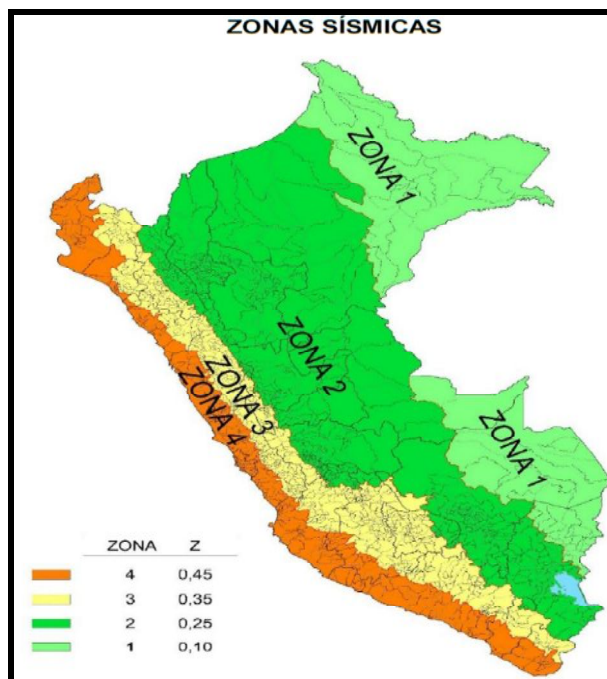 ZONAS SÍSMICAS
ZONA 1
ZONA 2
ZONA 3
ZONA 4
ZONA 1
ZONA Z
4 0,45
3 0,35
2 0,25
1 0,10